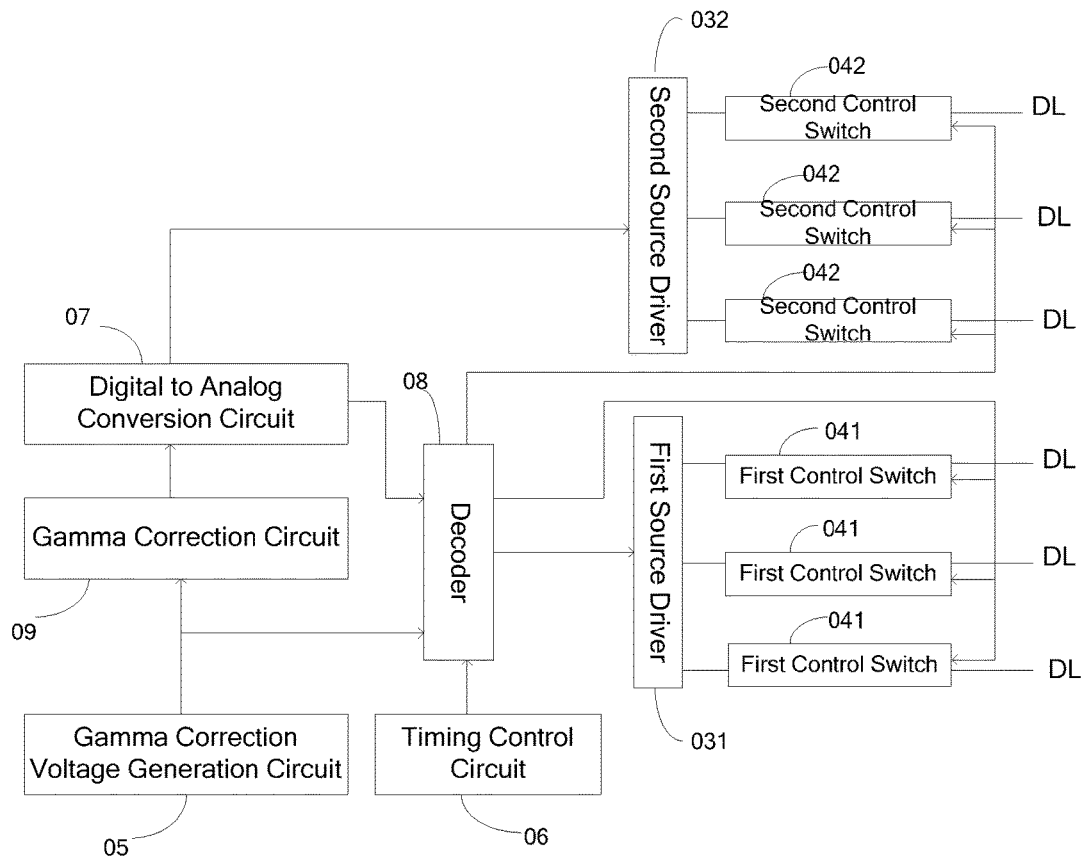 032
042
Second Control
Switch
DL
Second Source Driver
042
Second Control
Switch
DL
042
Second Control
Switch
DL
07
Digital to Analog
Conversion Circuit
08
Decoder
First Source Driver
041
First Control Switch
DL
Gamma Correction Circuit
09
041
First Control Switch
DL
041
First Control Switch
DL
031
Gamma Correction
Voltage Generation Circuit
05
Timing Control
Circuit
06